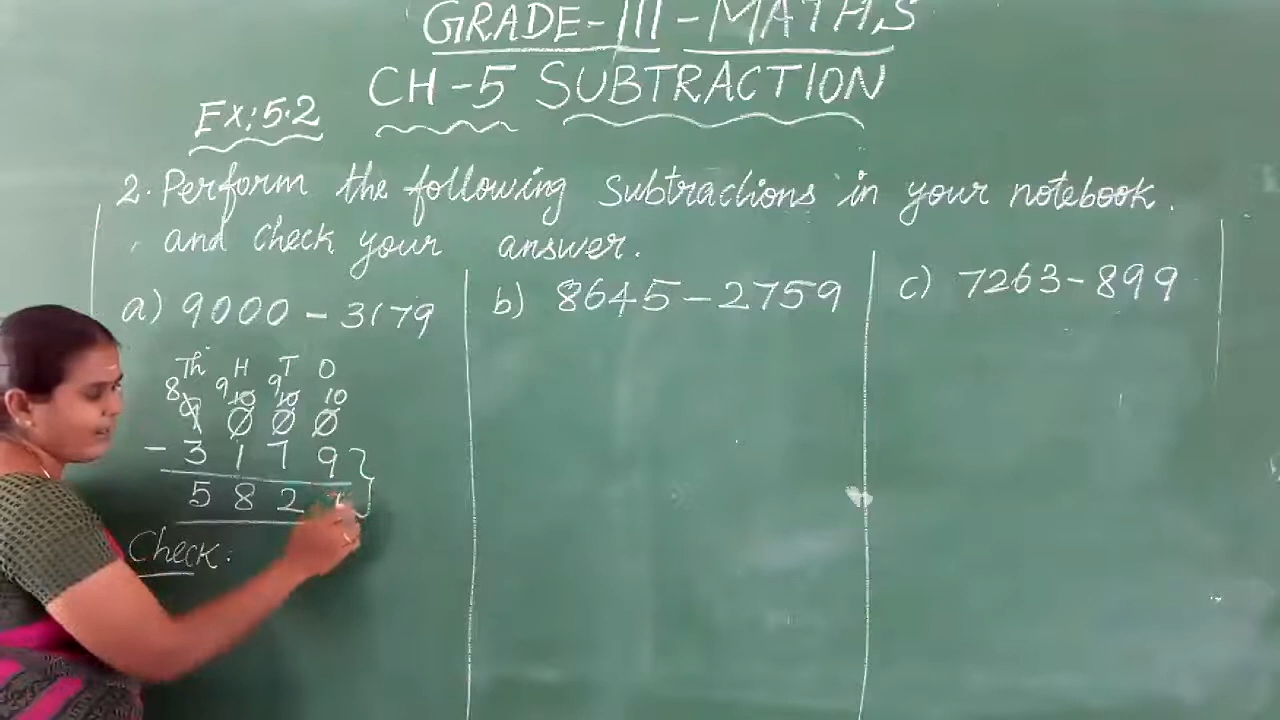 GRADE-III-MATHS
CH-5 SUBTRACTION
Ex:5.2
2. Perform the following Subtractions in your notebook.
and check your answer.
a) 9000 - 3179
b) 8645-2759
c) 7263-899
Th H T O
8 9 9
10 10 10
9 0 0 0
- 3 1 7 9
5 8 2
Check: